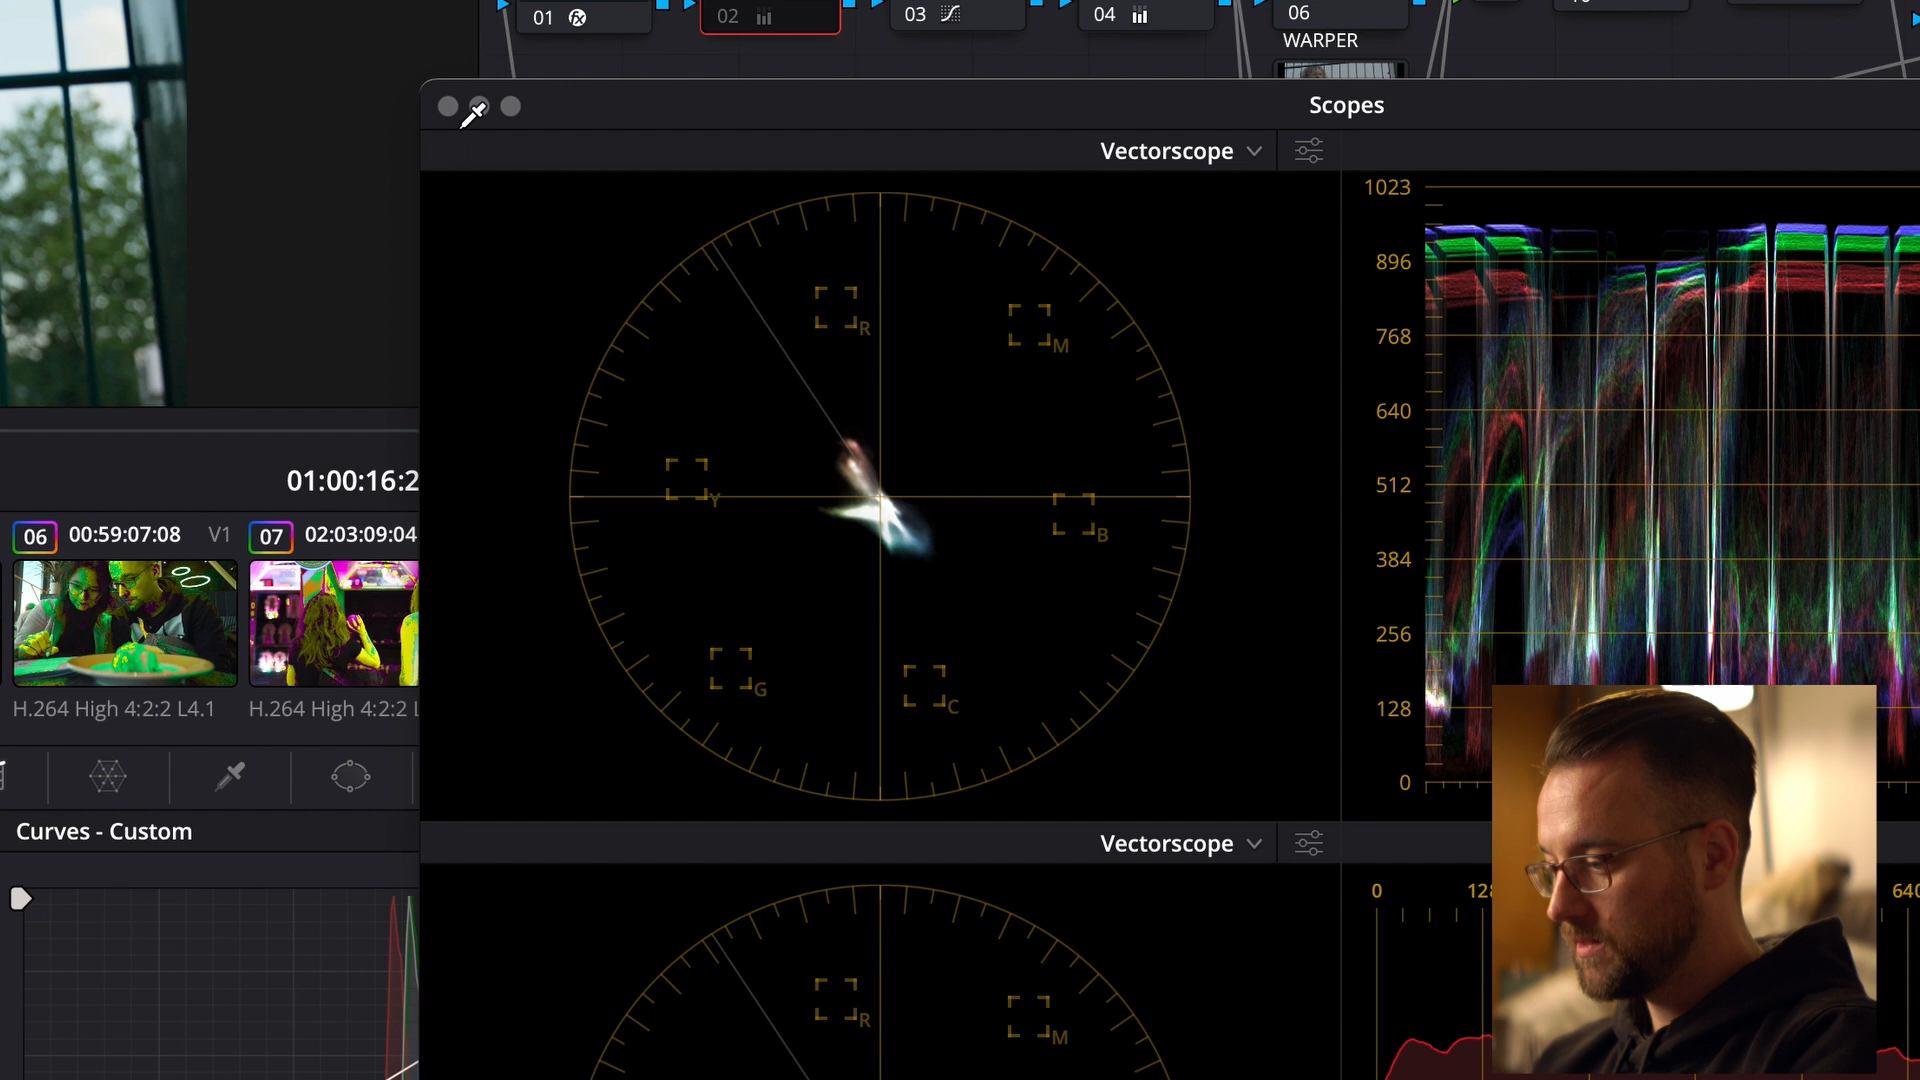 01
02
03
04
06
WARPER
Scopes
Vectorscope
1023
896
768
640
512
384
256
128
0
R
M
Y
B
G
C
01:00:16:2
06 00:59:07:08 V1
07 02:03:09:04
H.264 High 4:2:2 L4.1
H.264 High 4:2:2 L
Curves - Custom
Vectorscope
0
128
640
R
M